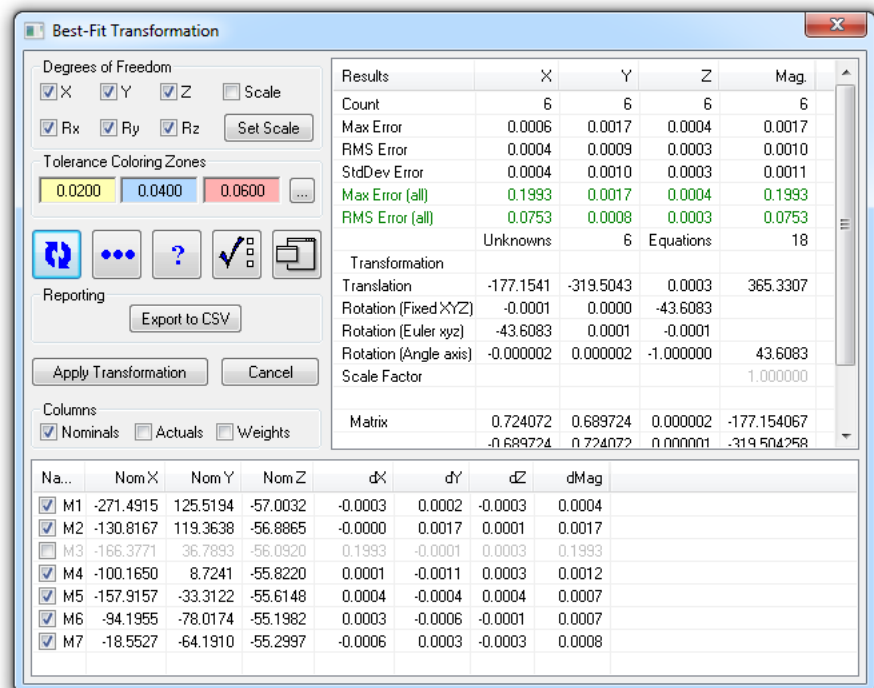 Best-Fit Transformation
Degrees of Freedom
X Y Z Scale
Rx Ry Rz Set Scale
Tolerance Coloring Zones
0.0200 0.0400 0.0600 ...
?
Reporting
Export to CSV
Apply Transformation Cancel
Columns
Nominals Actuals Weights
Results X Y Z Mag.
Count 6 6 6 6
Max Error 0.0006 0.0017 0.0004 0.0017
RMS Error 0.0004 0.0009 0.0003 0.0010
StdDev Error 0.0004 0.0010 0.0003 0.0011
Max Error (all) 0.1993 0.0017 0.0004 0.1993
RMS Error (all) 0.0753 0.0008 0.0003 0.0753
Unknowns 6 Equations 18
Transformation
Translation -177.1541 -319.5043 0.0003 365.3307
Rotation (Fixed XYZ) -0.0001 0.0000 -43.6083
Rotation (Euler xyz) -43.6083 0.0001 -0.0001
Rotation (Angle axis) -0.000002 0.000002 -1.000000 43.6083
Scale Factor 1.000000
Matrix 0.724072 0.689724 0.000002 -177.154067
-0.689724 0.724072 0.000001 -319.504258
Na... Nom X Nom Y Nom Z dX dY dZ dMag
M1 -271.4915 125.5194 -57.0032 -0.0003 0.0002 -0.0003 0.0004
M2 -130.8167 119.3638 -56.8865 -0.0000 0.0017 0.0001 0.0017
M3 -166.3771 36.7893 -56.0920 0.1993 -0.0001 0.0003 0.1993
M4 -100.1650 8.7241 -55.8220 0.0001 -0.0011 0.0003 0.0012
M5 -157.9157 -33.3122 -55.6148 0.0004 -0.0004 0.0004 0.0007
M6 -94.1955 -78.0174 -55.1982 0.0003 -0.0006 -0.0001 0.0007
M7 -18.5527 -64.1910 -55.2997 -0.0006 0.0003 -0.0003 0.0008